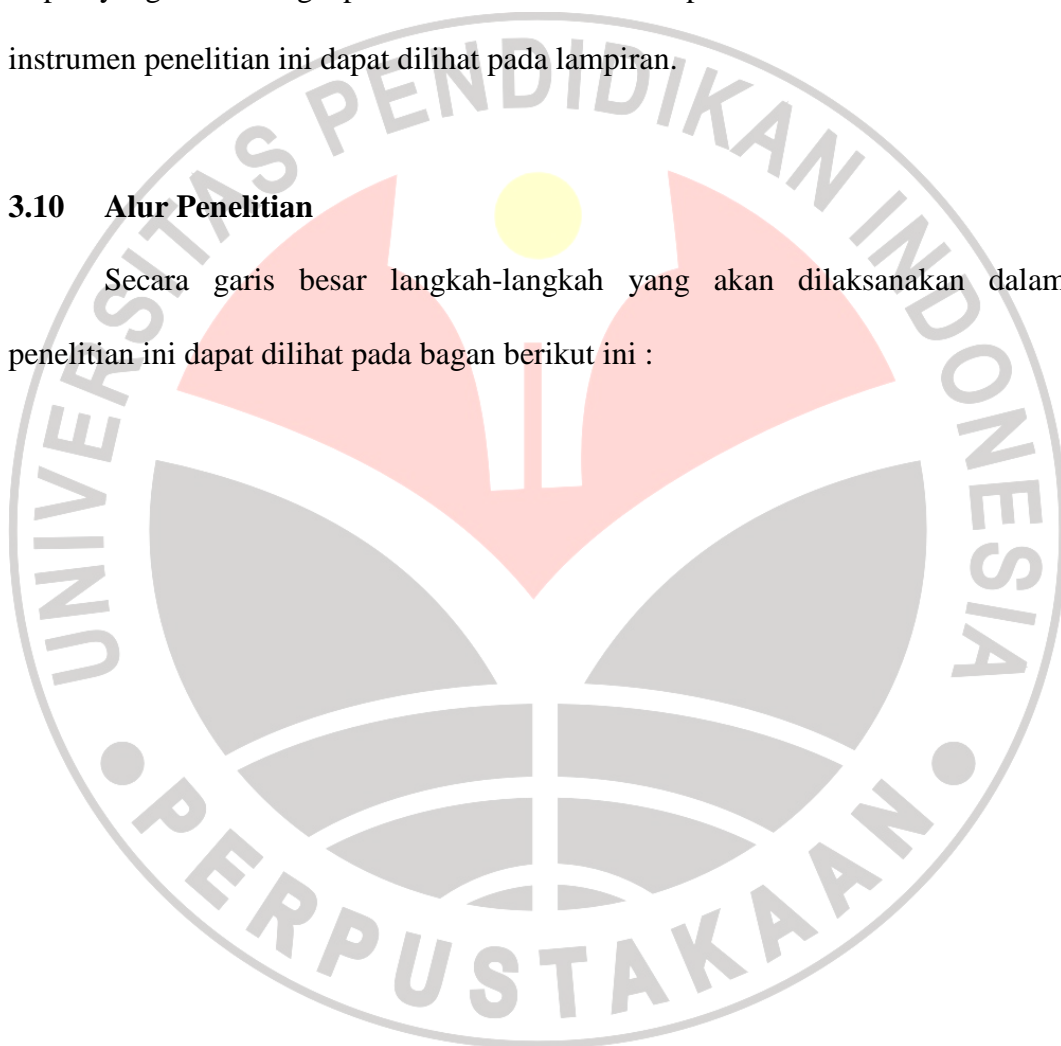 instrumen penelitian ini dapat dilihat pada lampiran.
3.10 Alur Penelitian
Secara garis besar langkah-langkah yang akan dilaksanakan dalam
penelitian ini dapat dilihat pada bagan berikut ini :
UNIVERSITAS PENDIDIKAN INDONESIA
PERPUSTAKAAN